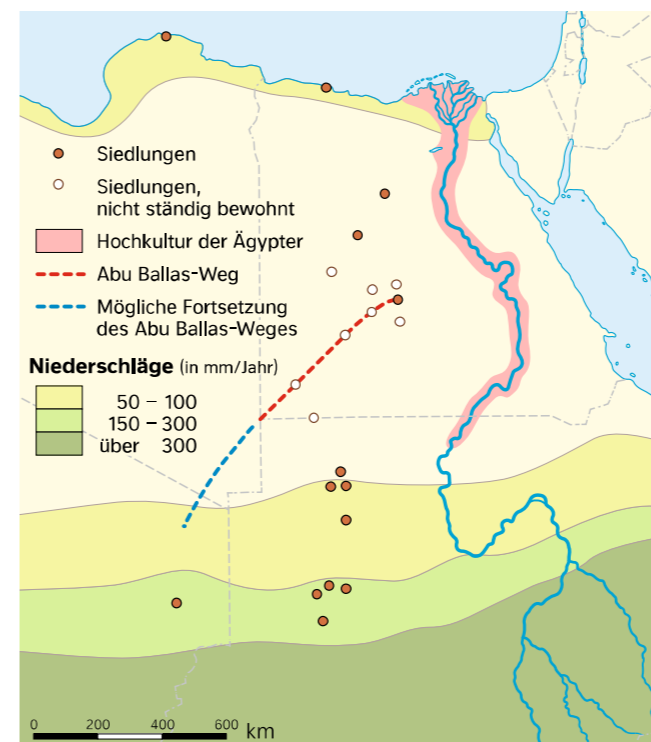 Siedlungen
Siedlungen,
nicht ständig bewohnt
Hochkultur der Ägypter
Abu Ballas-Weg
Mögliche Fortsetzung
des Abu Ballas-Weges
Niederschläge (in mm/Jahr)
50 – 100
150 – 300
über 300
0 200 400 600 km